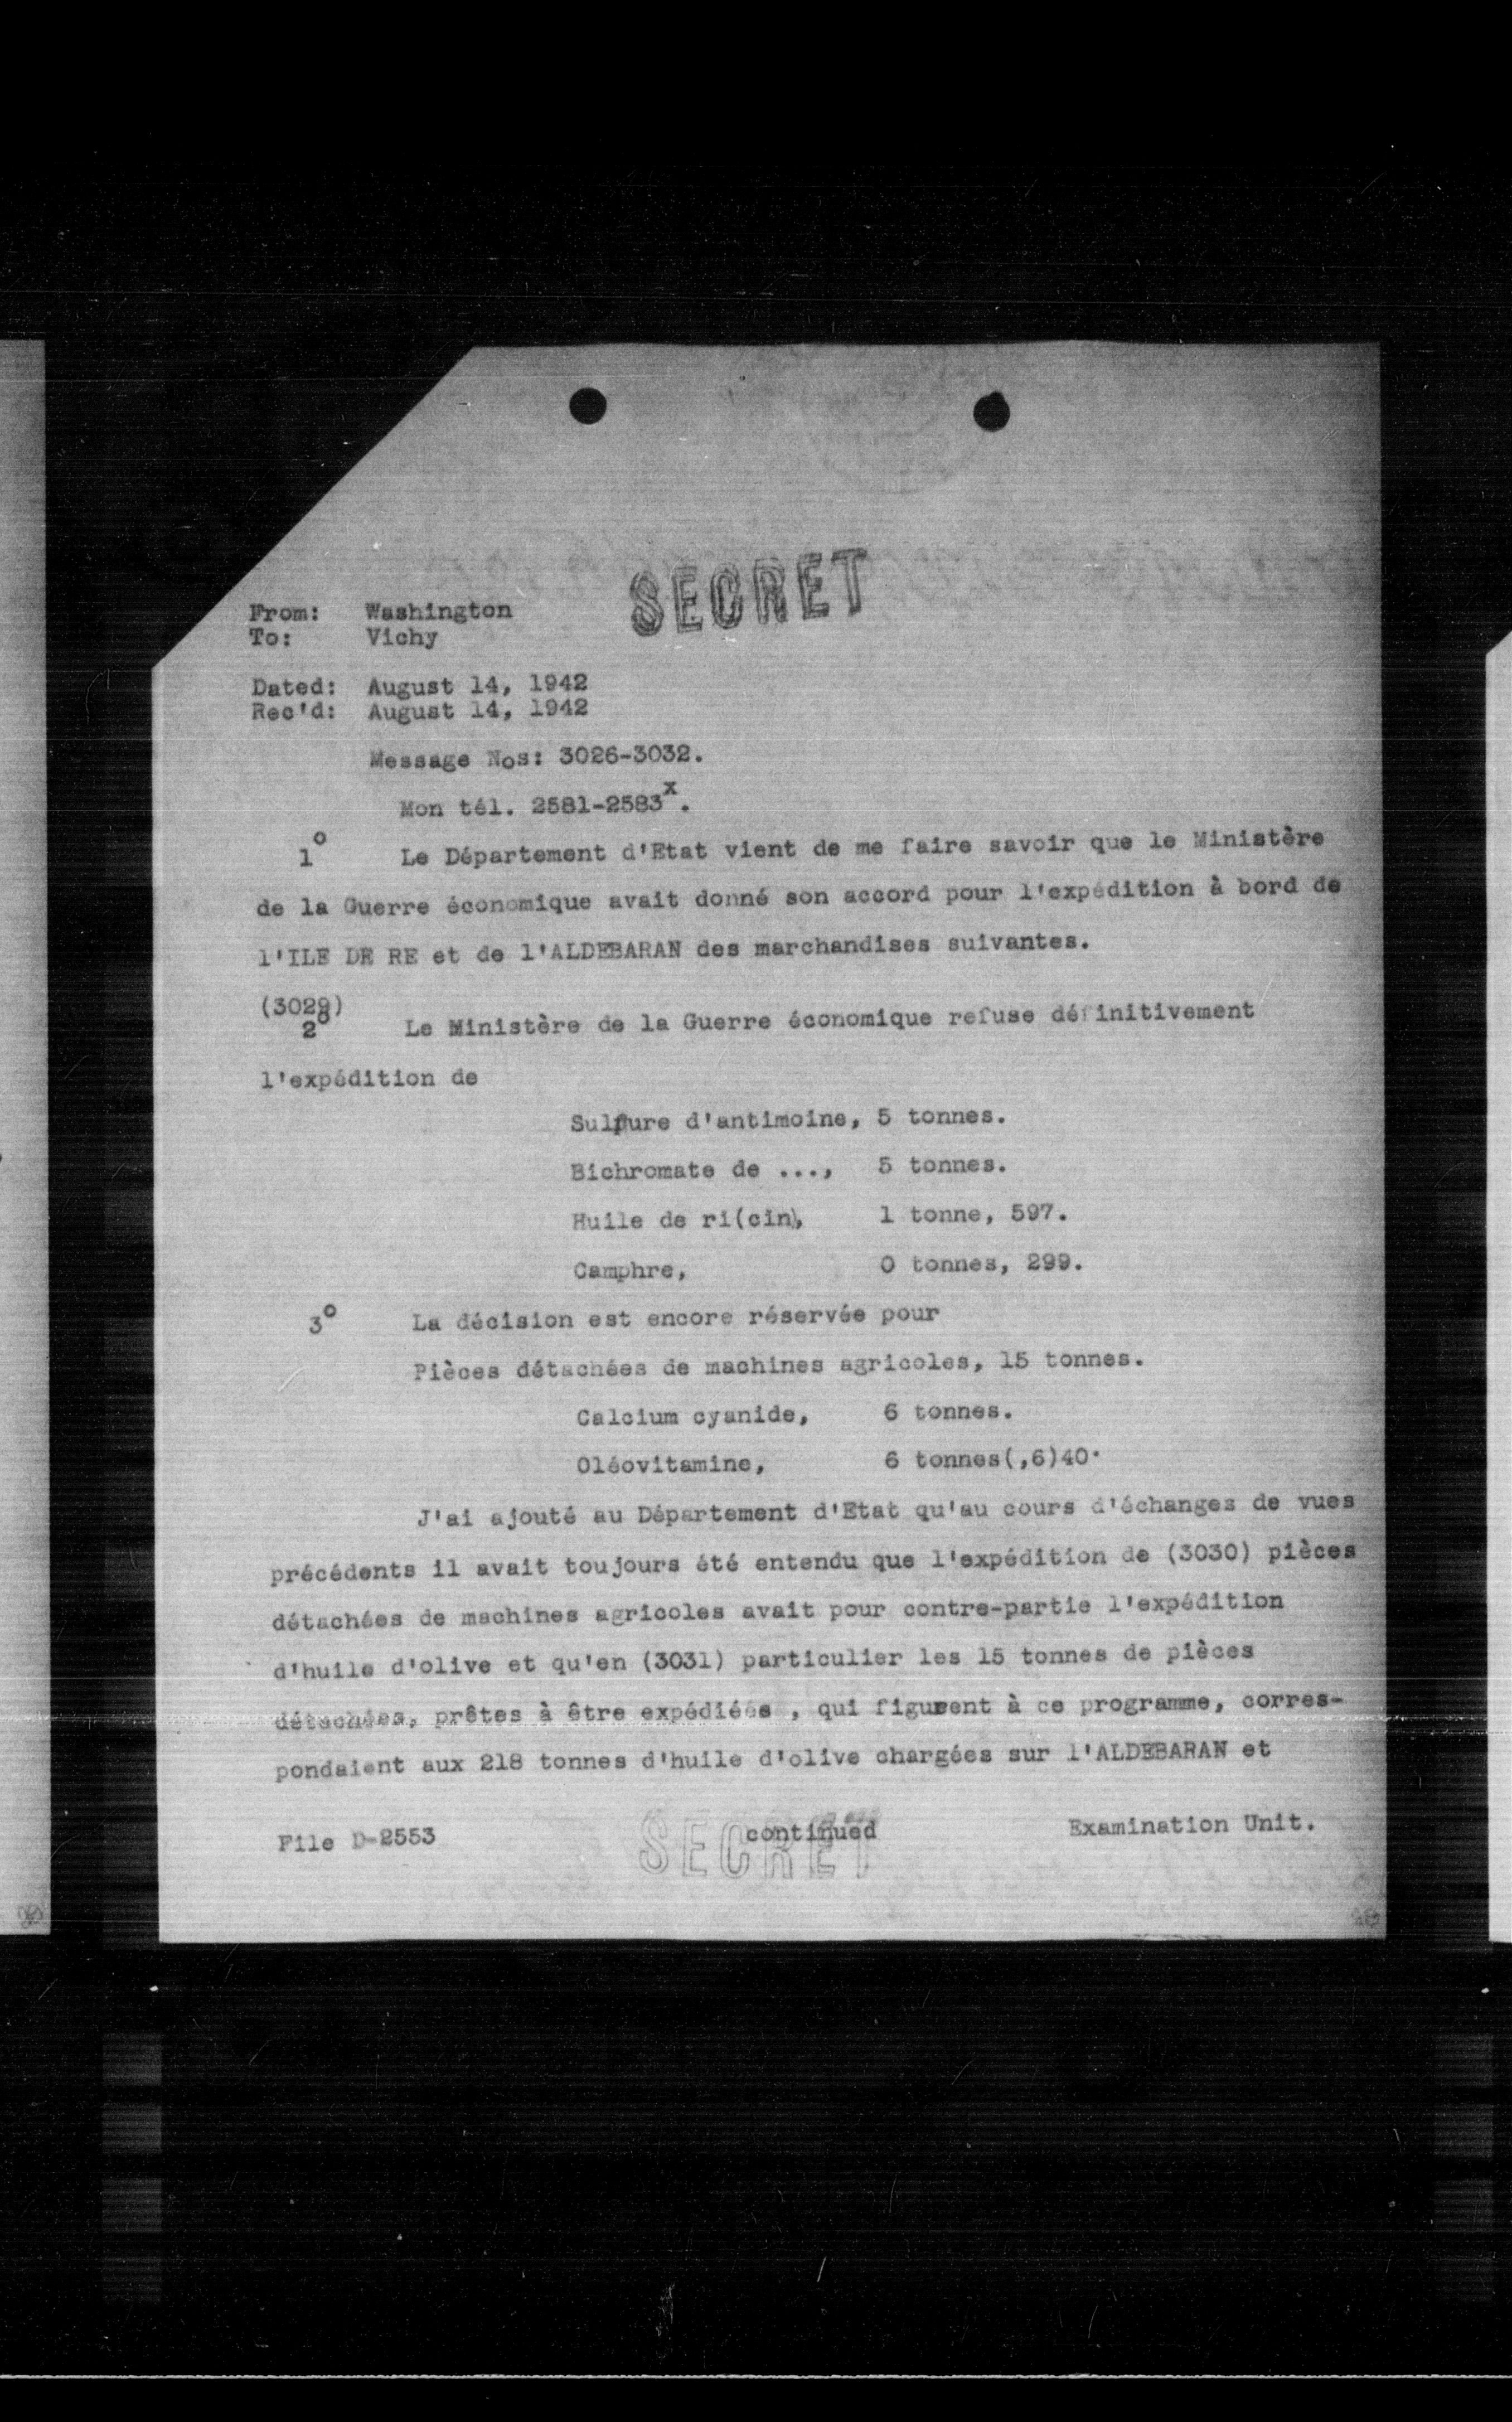 SECRET
From: Washington
To: Vichy
Dated: August 14, 1942
Rec'd: August 14, 1942
Message Nos: 3026-3032.
Mon tél. 2581-2583x.
1o Le Département d'Etat vient de me faire savoir que le Ministère
de la Guerre économique avait donné son accord pour l'expédition à bord de
l'ILE DE RE et de l'ALDEBARAN des marchandises suivantes.
(3029)
2o Le Ministère de la Guerre économique refuse définitivement
l'expédition de
Sulfure d'antimoine, 5 tonnes.
Bichromate de ..., 5 tonnes.
Huile de ri(cin), 1 tonne, 597.
Camphre, 0 tonnes, 299.
3o La décision est encore réservée pour
Pièces détachées de machines agricoles, 15 tonnes.
Calcium cyanide, 6 tonnes.
Oléovitamine, 6 tonnes(,6)40.
J'ai ajouté au Département d'Etat qu'au cours d'échanges de vues
précédents il avait toujours été entendu que l'expédition de (3030) pièces
détachées de machines agricoles avait pour contre-partie l'expédition
d'huile d'olive et qu'en (3031) particulier les 15 tonnes de pièces
détachées, prêtes à être expédiées , qui figurent à ce programme, corres-
pondaient aux 218 tonnes d'huile d'olive chargées sur l'ALDEBARAN et
File D-2553 continued Examination Unit.
SECRET